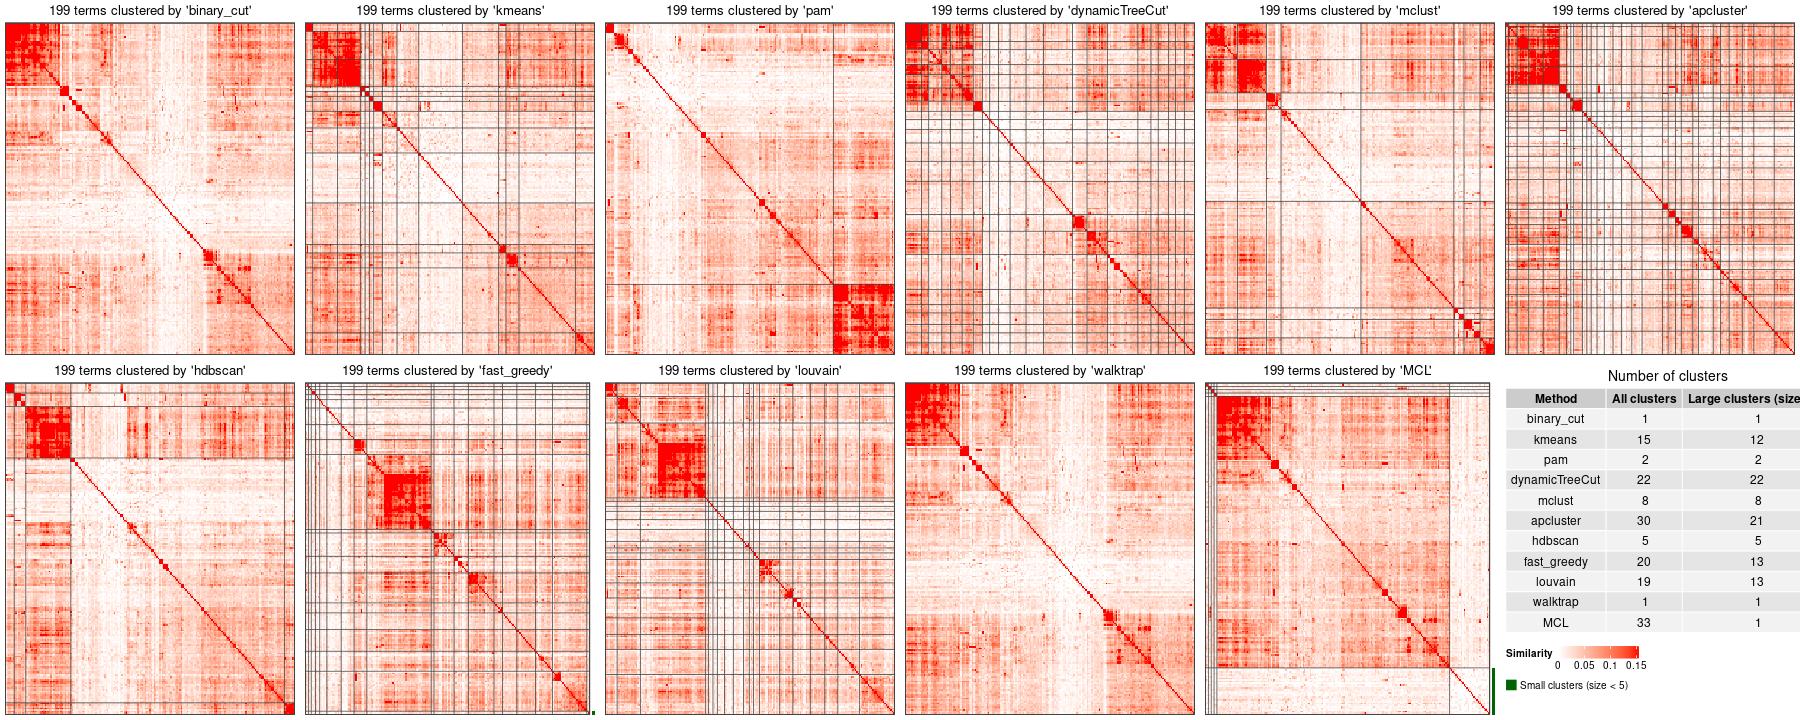 199 terms clustered by 'binary_cut'
199 terms clustered by 'kmeans'
199 terms clustered by 'pam'
199 terms clustered by 'dynamicTreeCut'
199 terms clustered by 'mclust'
199 terms clustered by 'apcluster'
199 terms clustered by 'hdbscan'
199 terms clustered by 'fast_greedy'
199 terms clustered by 'louvain'
199 terms clustered by 'walktrap'
199 terms clustered by 'MCL'
Number of clusters
Method All clusters Large clusters (size
binary_cut 1 1
kmeans 15 12
pam 2 2
dynamicTreeCut 22 22
mclust 8 8
apcluster 30 21
hdbscan 5 5
fast_greedy 20 13
louvain 19 13
walktrap 1 1
MCL 33 1
Similarity
0 0.05 0.1 0.15
Small clusters (size < 5)